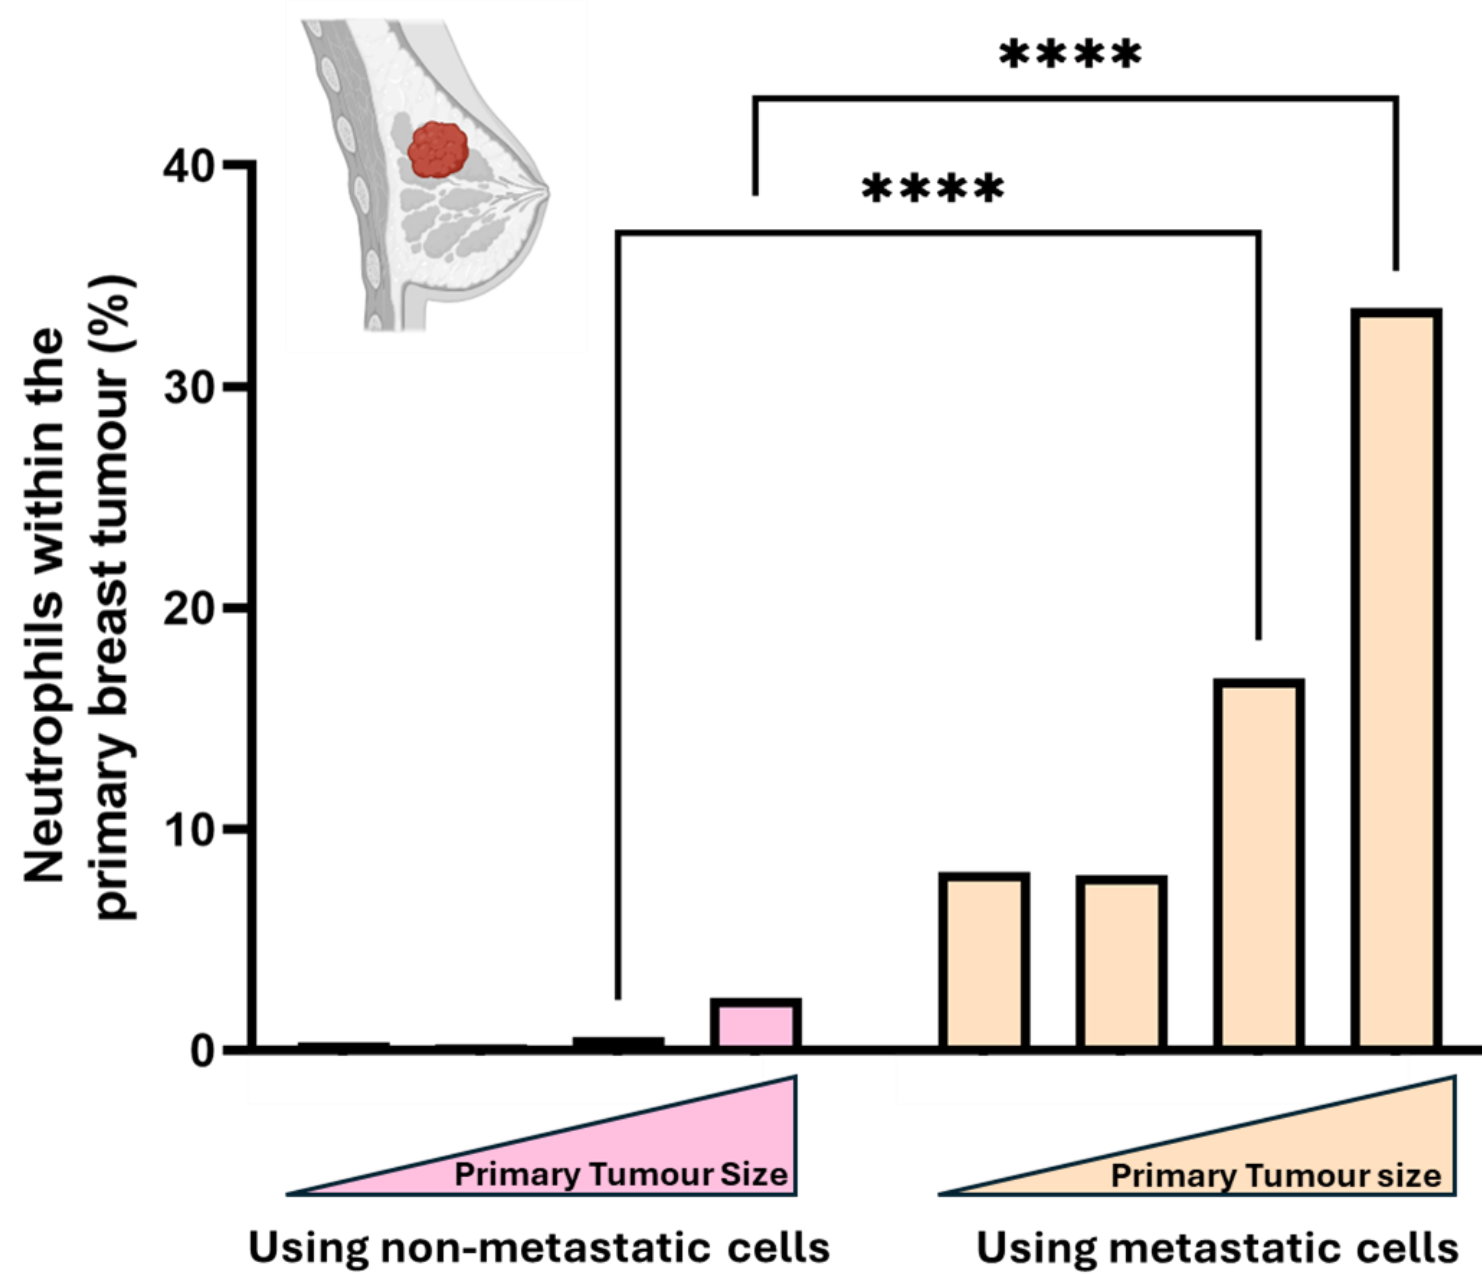 ****
****
Neutrophils within the
primary breast tumour (%)
40
30
20
10
0
Primary Tumour Size
Primary Tumour size
Using non-metastatic cells
Using metastatic cells